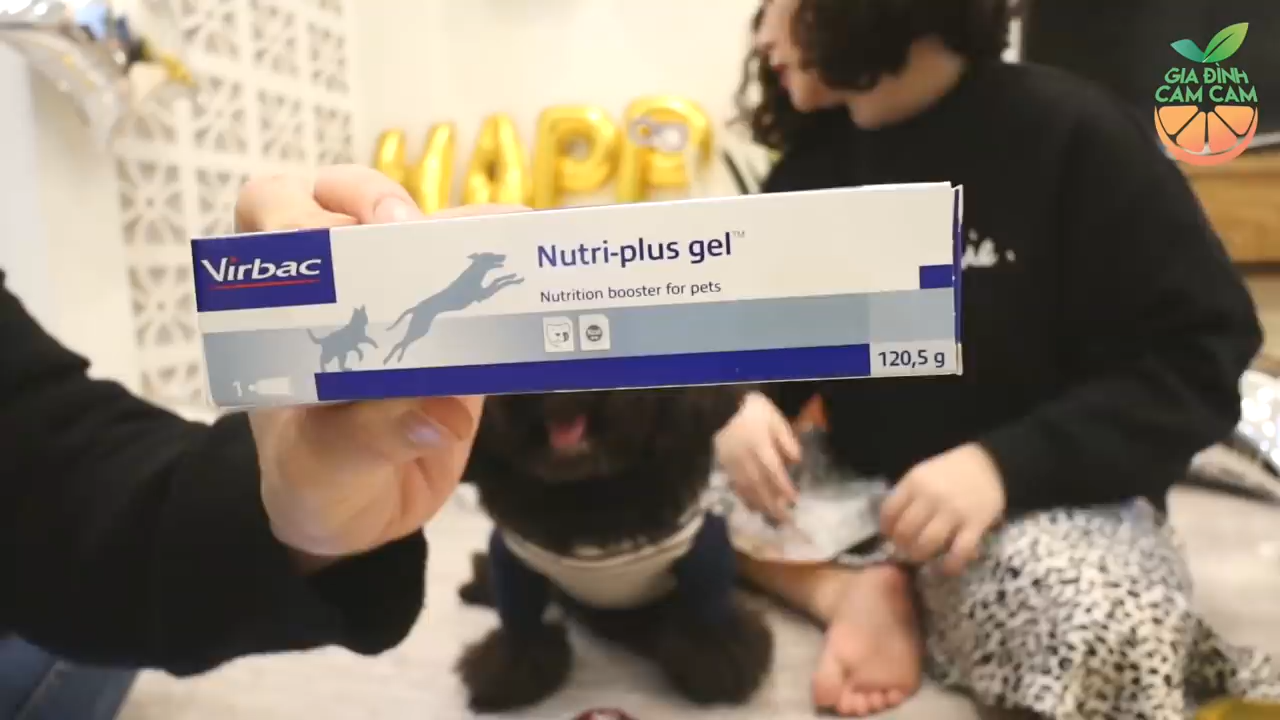 GIA ĐÌNH
CAM CAM
HAPP
Virbac
Nutri-plus gel™
Nutrition booster for pets
1
120,5 g